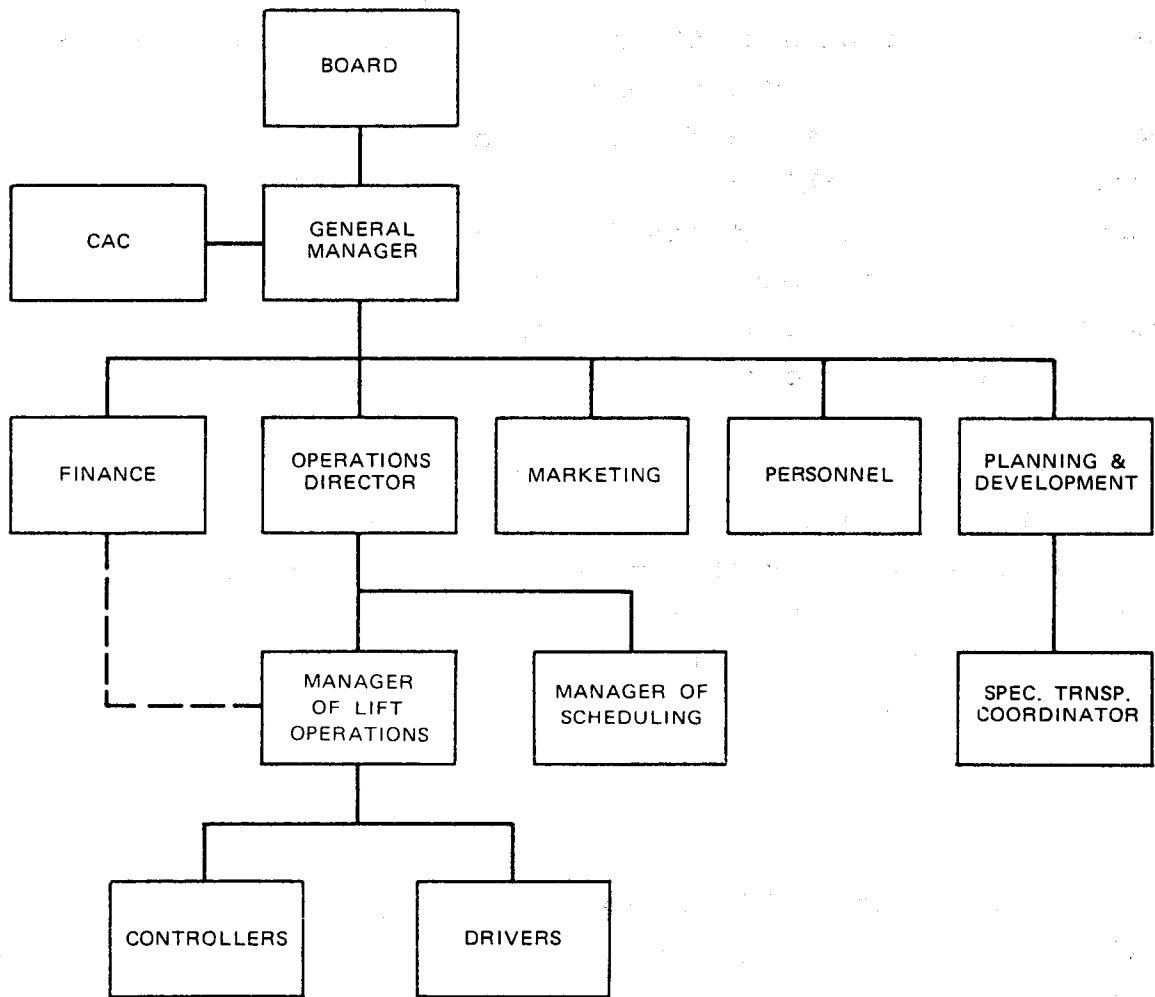 BOARD
CAC
GENERAL
MANAGER
FINANCE
OPERATIONS
DIRECTOR
MARKETING
PERSONNEL
PLANNING &
DEVELOPMENT
MANAGER
OF LIFT
OPERATIONS
MANAGER OF
SCHEDULING
SPEC. TRNSP.
COORDINATOR
CONTROLLERS
DRIVERS